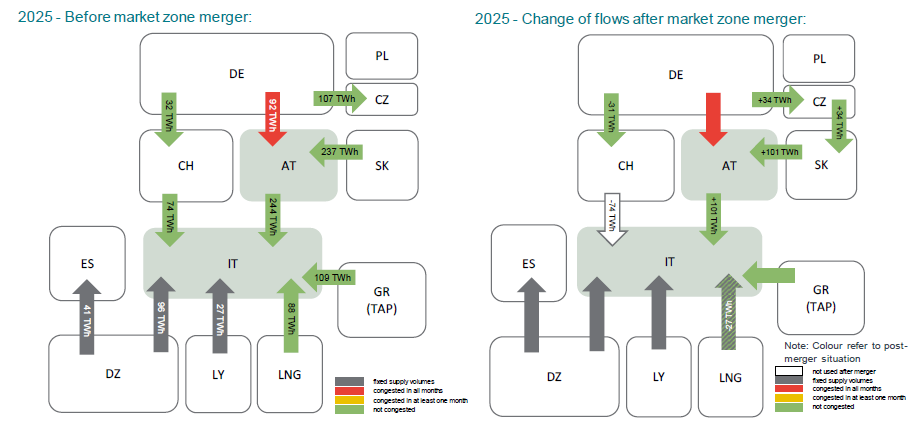 2025 - Before market zone merger:
DE
PL
CZ
107 TWh
32 TWh
92 TWh
237 TWh
CH
AT
SK
74 TWh
244 TWh
ES
IT
109 TWh
GR
(TAP)
41 TWh
96 TWh
27 TWh
88 TWh
DZ
LY
LNG
fixed supply volumes
congested in all months
congested in at least one month
not congested
2025 - Change of flows after market zone merger:
DE
PL
CZ
+34 TWh
-31 TWh
+34 TWh
+101 TWh
CH
AT
SK
-74 TWh
+101 TWh
ES
IT
GR
(TAP)
-27 TWh
DZ
LY
LNG
Note: Colour refer to post-
merger situation
not used after merger
fixed supply volumes
congested in all months
congested in at least one month
not congested